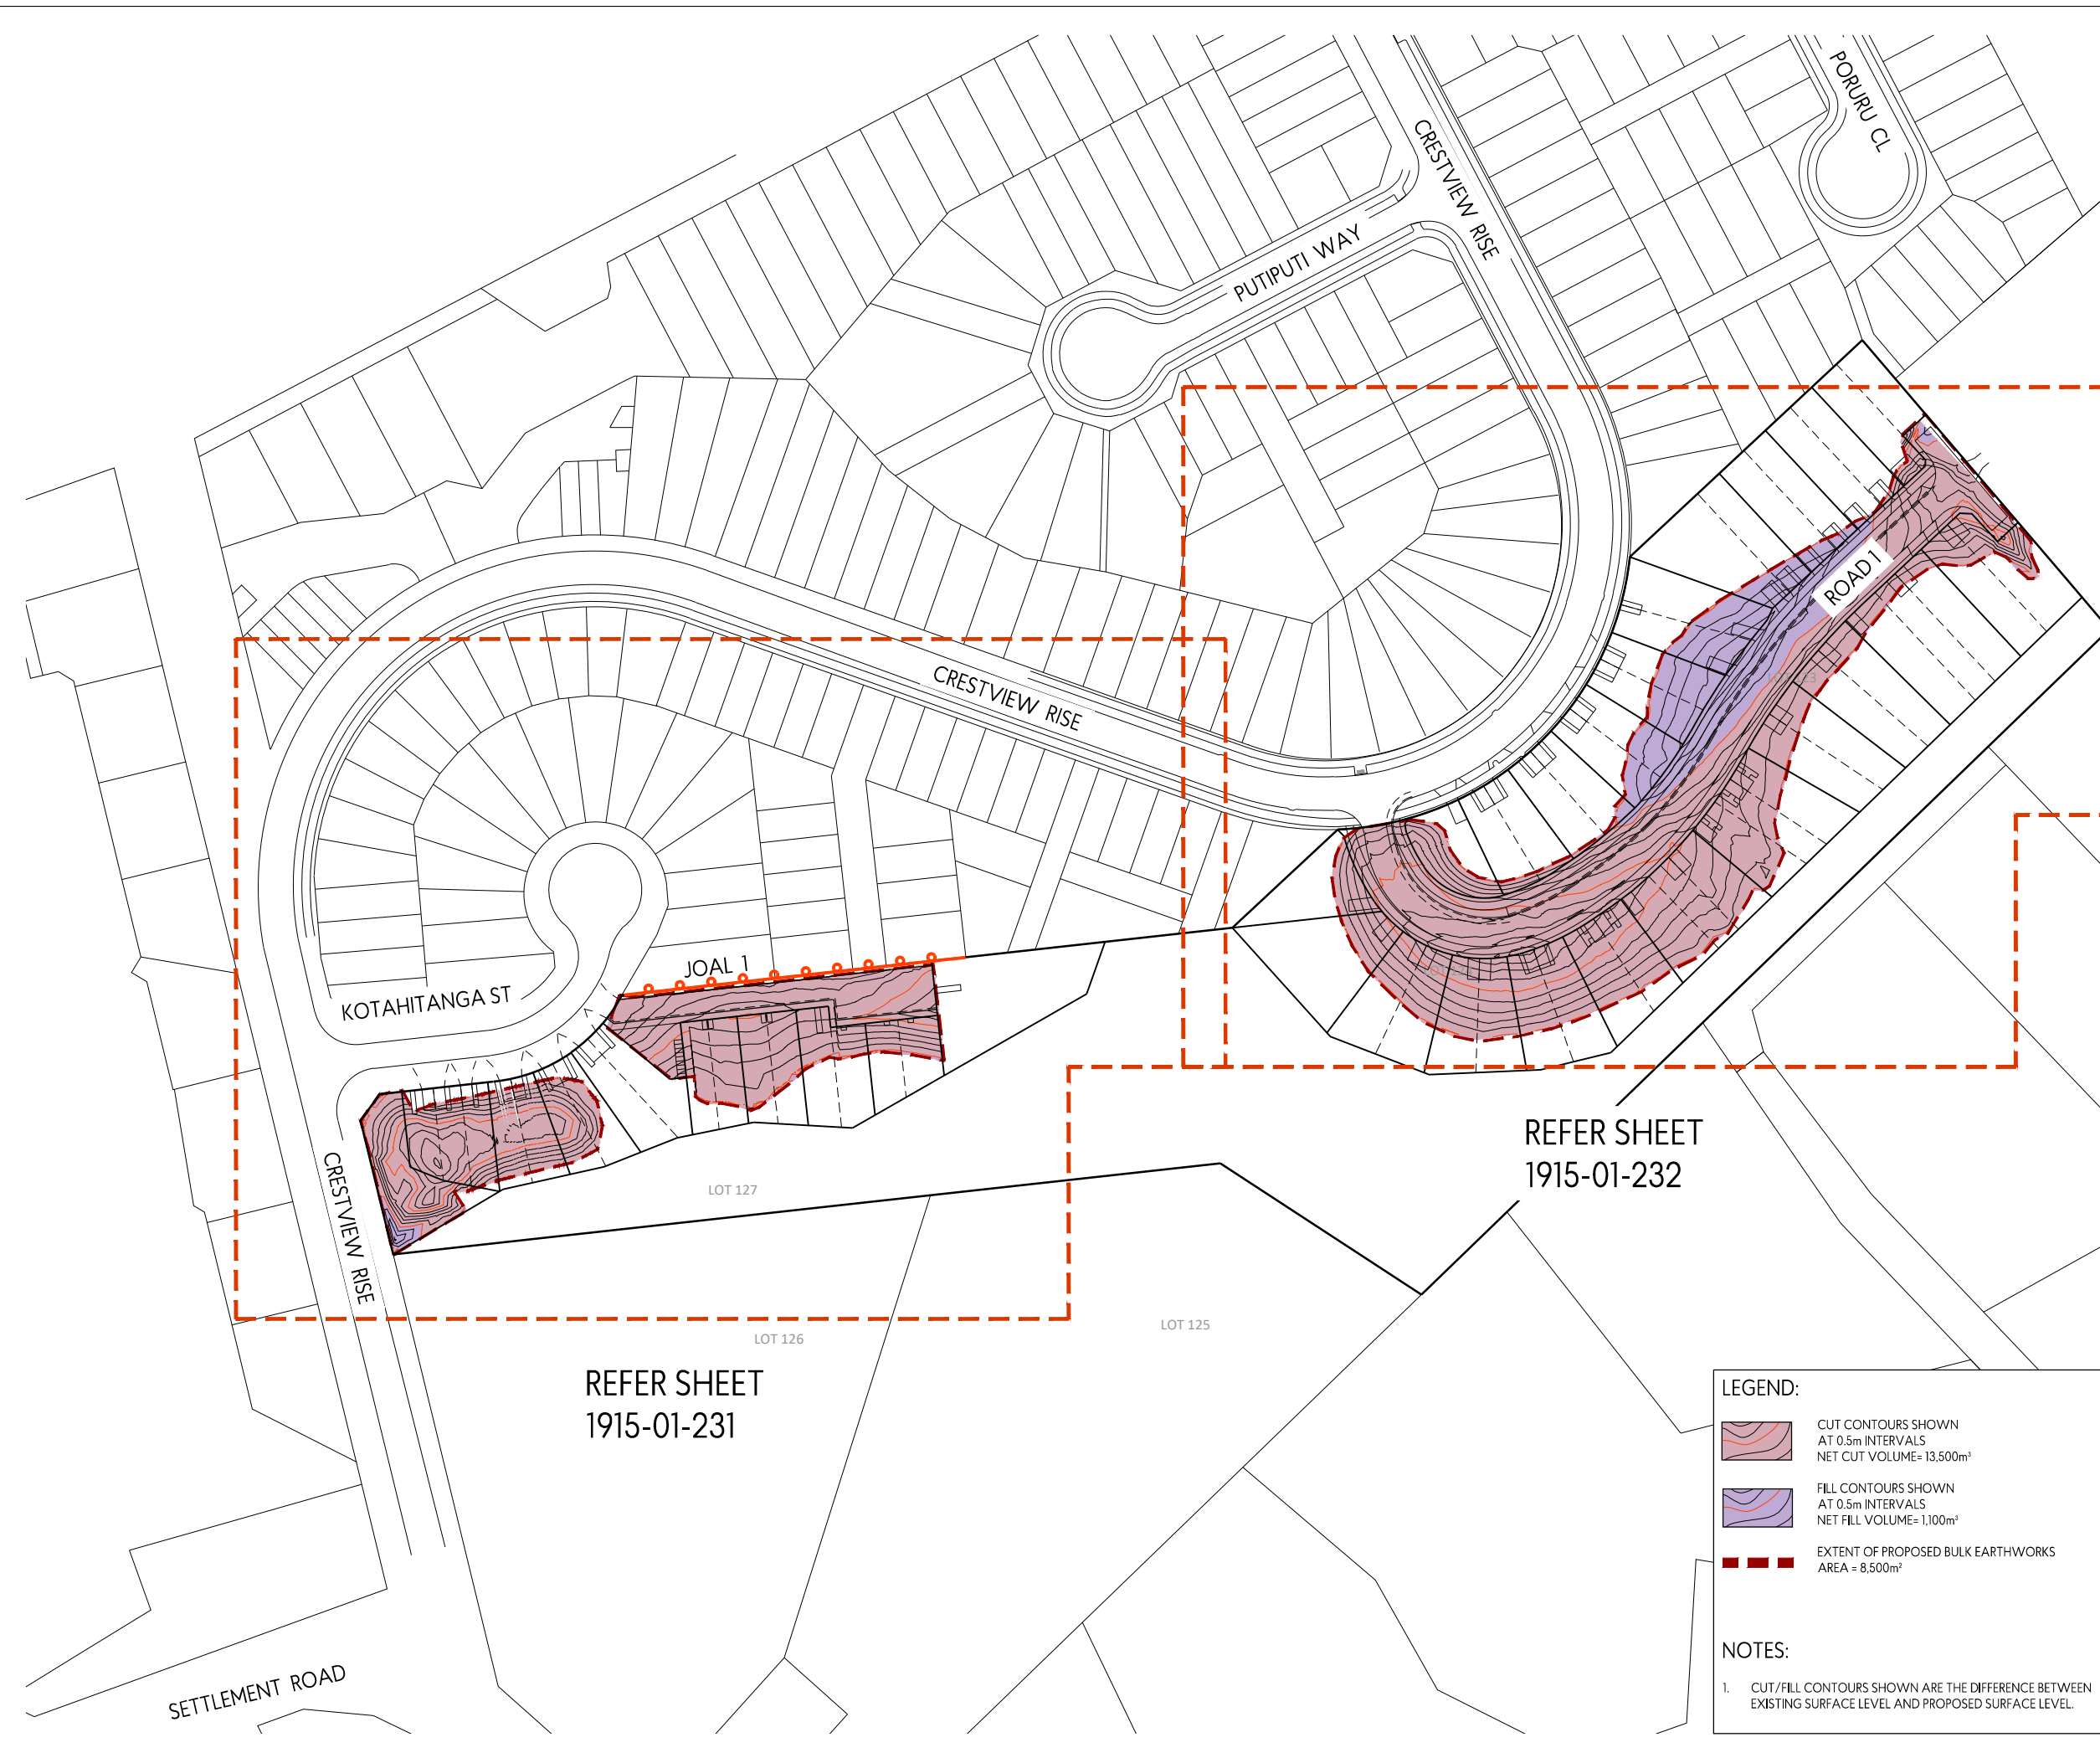 PORURU CL
CRESTVIEW RISE
PUTIPUTI WAY
ROAD 1
CRESTVIEW RISE
JOAL 1
KOTAHITANGA ST
CRESTVIEW RISE
LOT 127
REFER SHEET
1915-01-232
LOT 125
LOT 126
REFER SHEET
1915-01-231
SETTLEMENT ROAD
LEGEND:
CUT CONTOURS SHOWN
AT 0.5m INTERVALS
NET CUT VOLUME= 13,500m³
FILL CONTOURS SHOWN
AT 0.5m INTERVALS
NET FILL VOLUME= 1,100m³
EXTENT OF PROPOSED BULK EARTHWORKS
AREA = 8,500m²
NOTES:
1. CUT/FILL CONTOURS SHOWN ARE THE DIFFERENCE BETWEEN
EXISTING SURFACE LEVEL AND PROPOSED SURFACE LEVEL.